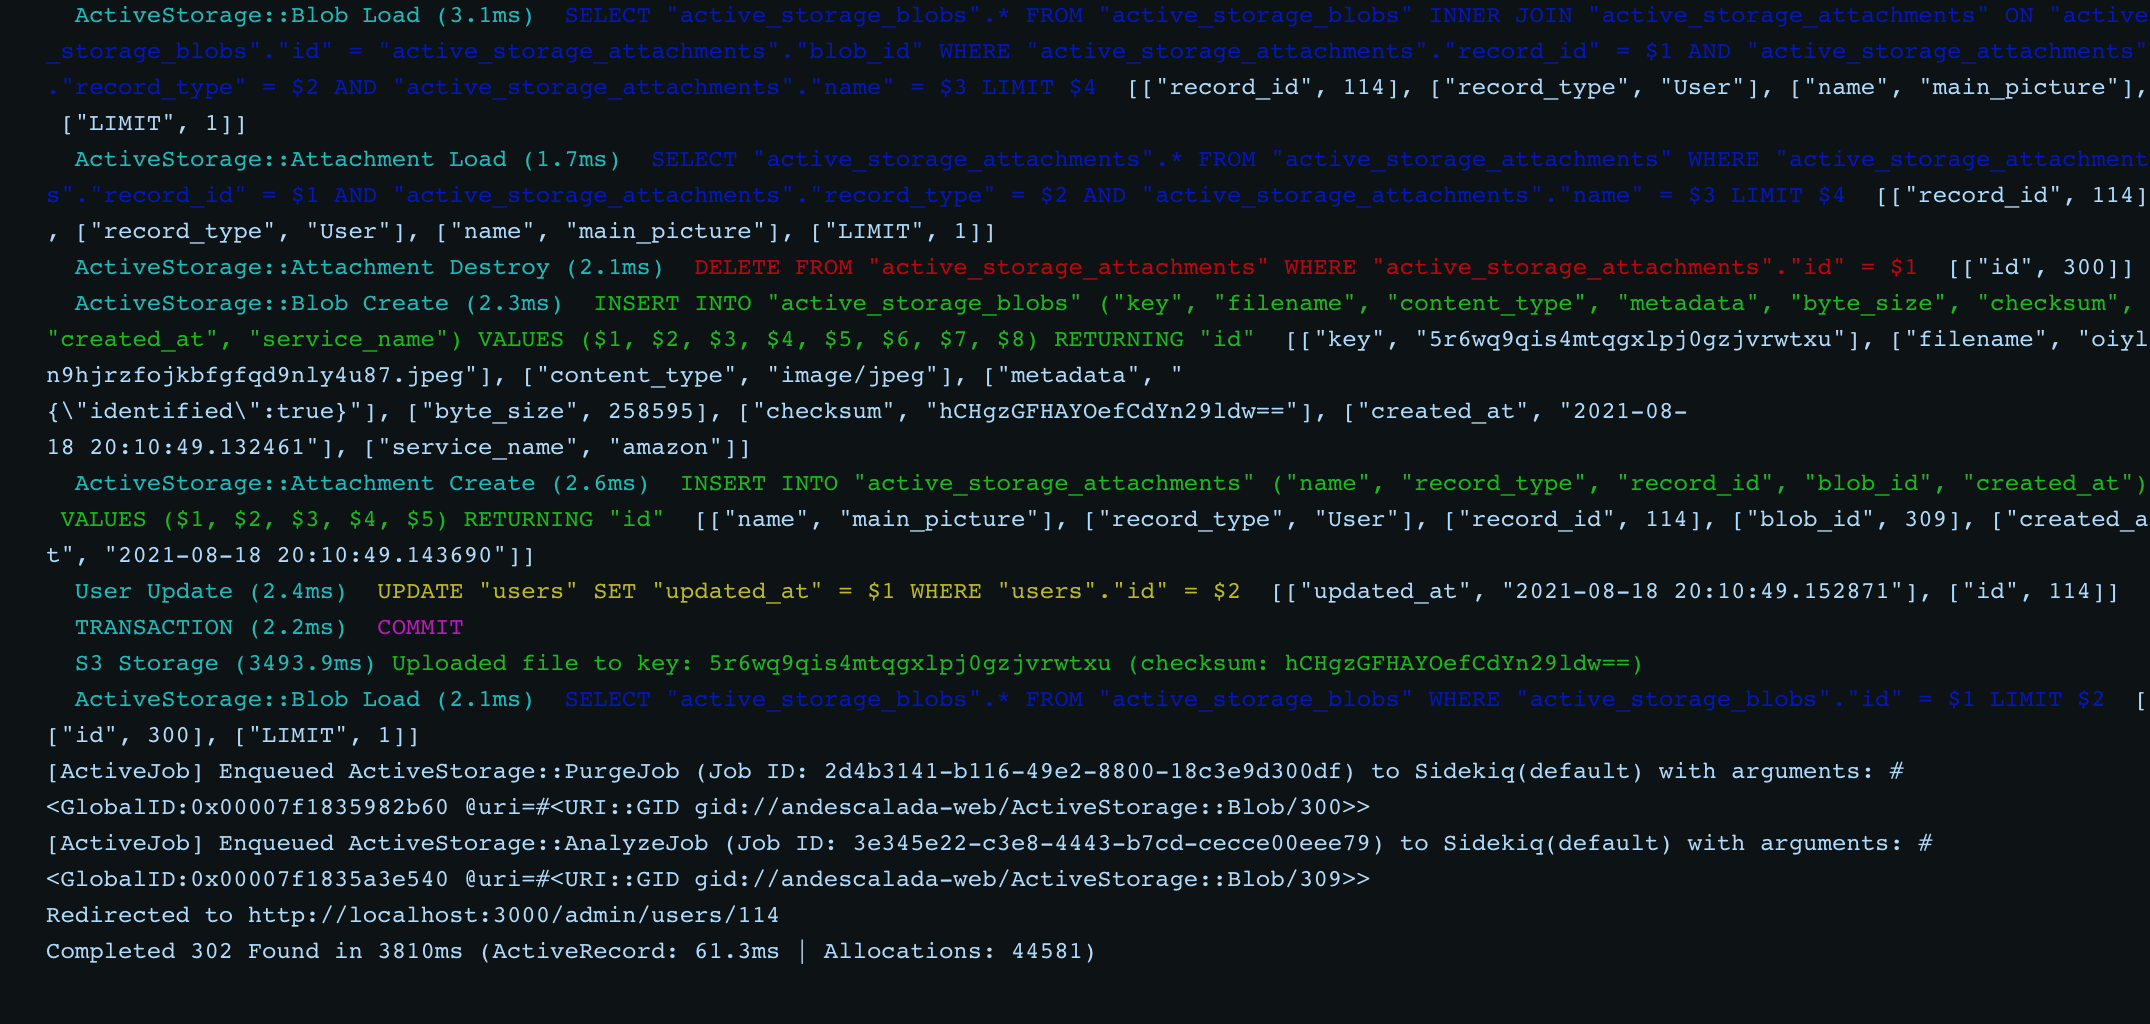 ActiveStorage::Blob Load (3.1ms)  SELECT "active_storage_blobs".* FROM "active_storage_blobs" INNER JOIN "active_storage_attachments" ON "active
_storage_blobs"."id" = "active_storage_attachments"."blob_id" WHERE "active_storage_attachments"."record_id" = $1 AND "active_storage_attachments"
."record_type" = $2 AND "active_storage_attachments"."name" = $3 LIMIT $4  [["record_id", 114], ["record_type", "User"], ["name", "main_picture"],
["LIMIT", 1]]
ActiveStorage::Attachment Load (1.7ms)  SELECT "active_storage_attachments".* FROM "active_storage_attachments" WHERE "active_storage_attachment
s"."record_id" = $1 AND "active_storage_attachments"."record_type" = $2 AND "active_storage_attachments"."name" = $3 LIMIT $4  [["record_id", 114]
, ["record_type", "User"], ["name", "main_picture"], ["LIMIT", 1]]
ActiveStorage::Attachment Destroy (2.1ms)  DELETE FROM "active_storage_attachments" WHERE "active_storage_attachments"."id" = $1  [["id", 300]]
ActiveStorage::Blob Create (2.3ms)  INSERT INTO "active_storage_blobs" ("key", "filename", "content_type", "metadata", "byte_size", "checksum",
"created_at", "service_name") VALUES ($1, $2, $3, $4, $5, $6, $7, $8) RETURNING "id"  [["key", "5r6wq9qis4mtqgxlpj0gzjvrwtxu"], ["filename", "oiyl
n9hjrzfojkbfgfqd9nly4u87.jpeg"], ["content_type", "image/jpeg"], ["metadata", "
{\"identified\":true}"], ["byte_size", 258595], ["checksum", "hCHgzGFHAYOefCdYn29ldw=="], ["created_at", "2021-08-
18 20:10:49.132461"], ["service_name", "amazon"]]
ActiveStorage::Attachment Create (2.6ms)  INSERT INTO "active_storage_attachments" ("name", "record_type", "record_id", "blob_id", "created_at")
VALUES ($1, $2, $3, $4, $5) RETURNING "id"  [["name", "main_picture"], ["record_type", "User"], ["record_id", 114], ["blob_id", 309], ["created_a
t", "2021-08-18 20:10:49.143690"]]
User Update (2.4ms)  UPDATE "users" SET "updated_at" = $1 WHERE "users"."id" = $2  [["updated_at", "2021-08-18 20:10:49.152871"], ["id", 114]]
TRANSACTION (2.2ms)  COMMIT
S3 Storage (3493.9ms) Uploaded file to key: 5r6wq9qis4mtqgxlpj0gzjvrwtxu (checksum: hCHgzGFHAYOefCdYn29ldw==)
ActiveStorage::Blob Load (2.1ms)  SELECT "active_storage_blobs".* FROM "active_storage_blobs" WHERE "active_storage_blobs"."id" = $1 LIMIT $2  [
["id", 300], ["LIMIT", 1]]
[ActiveJob] Enqueued ActiveStorage::PurgeJob (Job ID: 2d4b3141-b116-49e2-8800-18c3e9d300df) to Sidekiq(default) with arguments: #
<GlobalID:0x00007f1835982b60 @uri=#<URI::GID gid://andescalada-web/ActiveStorage::Blob/300>>
[ActiveJob] Enqueued ActiveStorage::AnalyzeJob (Job ID: 3e345e22-c3e8-4443-b7cd-cecce00eee79) to Sidekiq(default) with arguments: #
<GlobalID:0x00007f1835a3e540 @uri=#<URI::GID gid://andescalada-web/ActiveStorage::Blob/309>>
Redirected to http://localhost:3000/admin/users/114
Completed 302 Found in 3810ms (ActiveRecord: 61.3ms | Allocations: 44581)